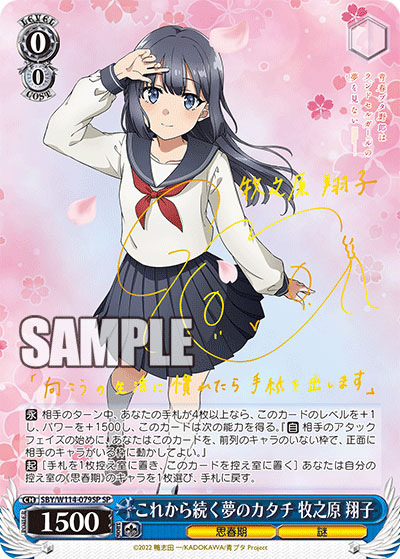 LEVEL
0
0
COST
青春ブタ野郎は
ランドセルガールの
夢を見ない
牧之原 翔子
SAMPLE
「向こうの生活に慣れたら手紙を出します」
永 相手のターン中、あなたの手札が4枚以上なら、このカードのレベルを+1
し、パワーを+1500し、このカードは次の能力を得る。『自 相手のアタック
フェイズの始めに、あなたはこのカードを、前列のキャラのいない枠で、正面に
相手のキャラがいる枠に動かしてよい。』
起 [手札を1枚控え室に置き、このカードを控え室に置く] あなたは自分の
控え室の《思春期》のキャラを1枚選び、手札に戻す。
CH SBY/W114-079SP SP
1500
これから続く夢のカタチ 牧之原 翔子
思春期
謎
©2022 鴨志田 一/KADOKAWA/青ブタ Project